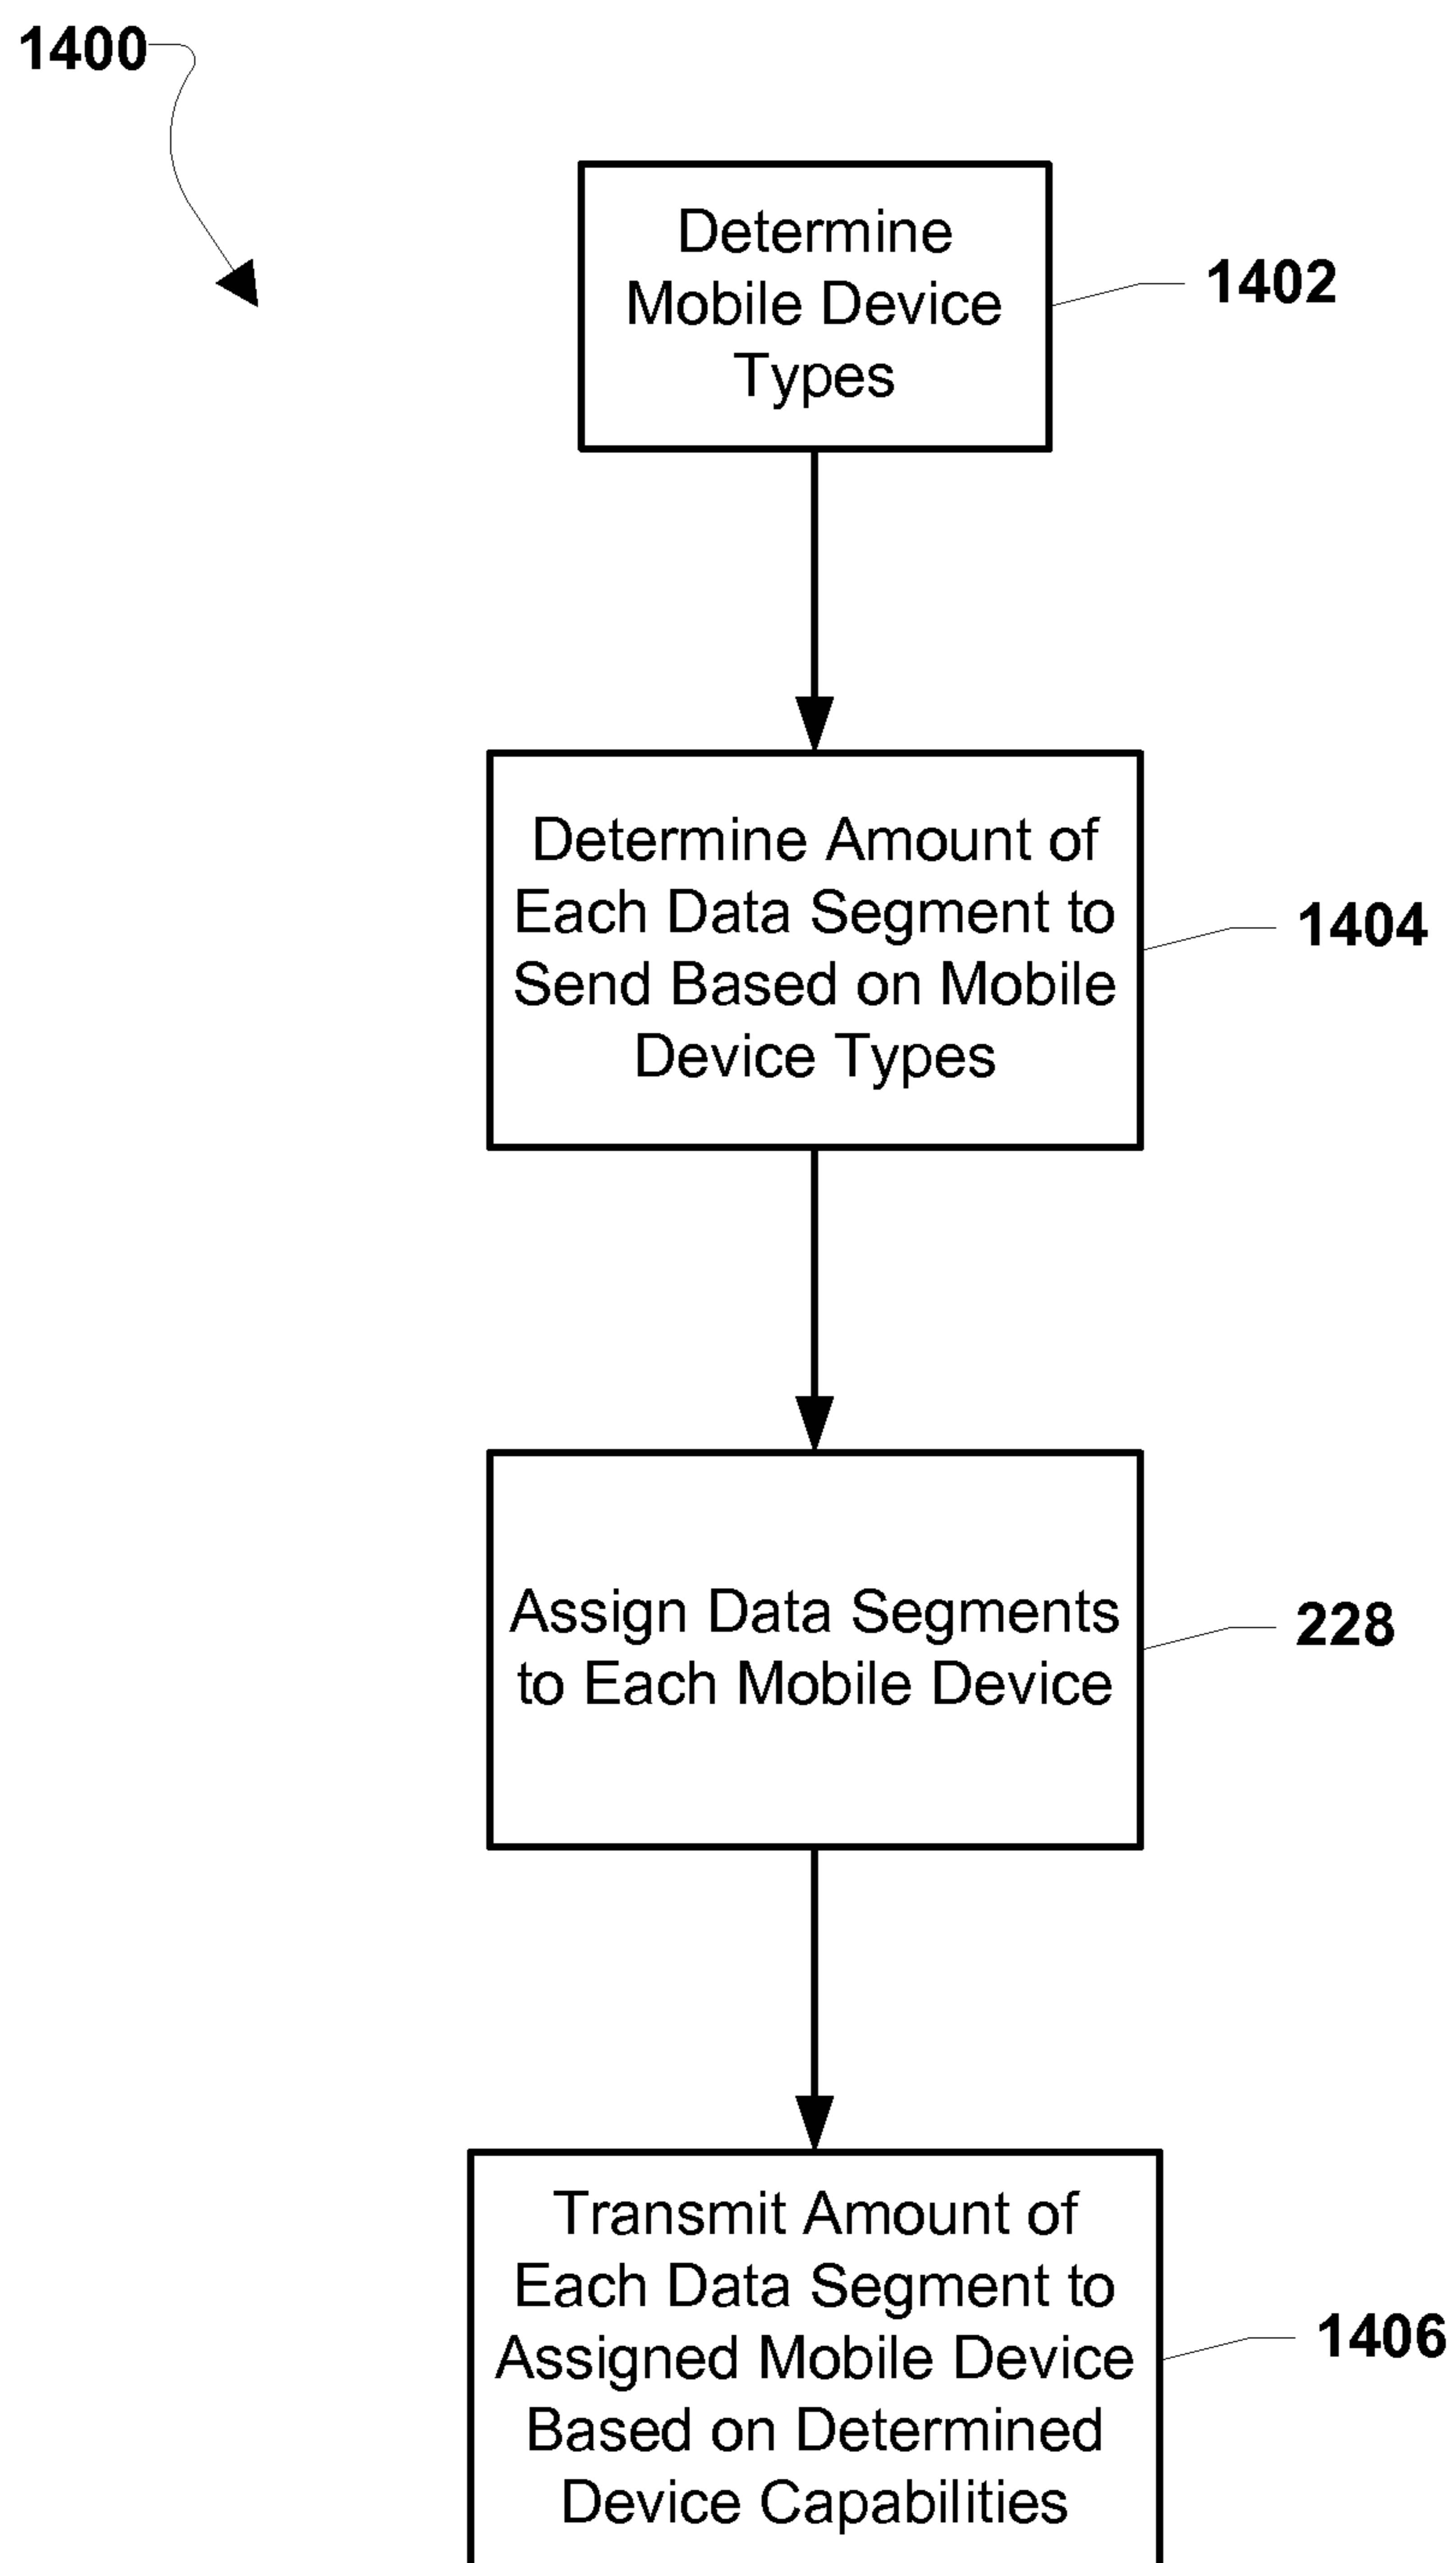 1400
Determine
Mobile Device
Types
1402
Determine Amount of
Each Data Segment to
Send Based on Mobile
Device Types
1404
Assign Data Segments
to Each Mobile Device
228
Transmit Amount of
Each Data Segment to
Assigned Mobile Device
Based on Determined
Device Capabilities
1406